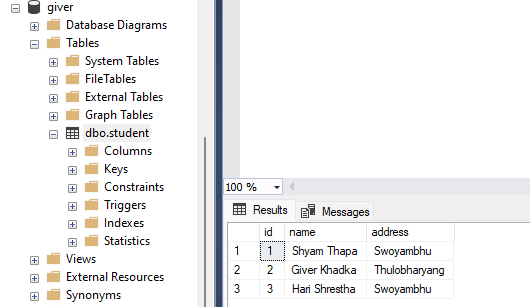 giver
Database Diagrams
Tables
System Tables
FileTables
External Tables
Graph Tables
dbo.student
Columns
Keys
Constraints
Triggers
Indexes
Statistics
Views
External Resources
Synonyms
100 %
Results Messages
id name address
1 1 Shyam Thapa Swoyambhu
2 2 Giver Khadka Thulobharyang
3 3 Hari Shrestha Swoyambhu